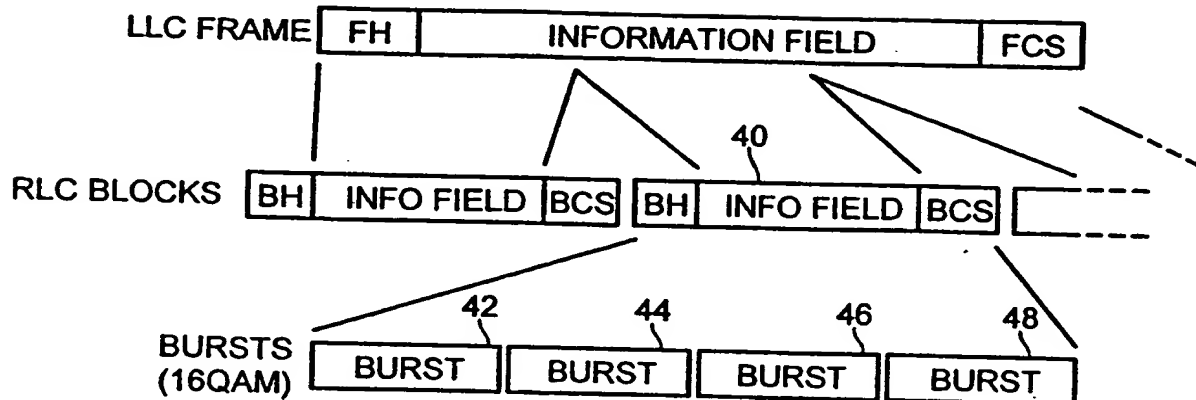 LLC FRAME FH INFORMATION FIELD FCS
40
RLC BLOCKS BH INFO FIELD BCS BH INFO FIELD BCS
42 44 46 48
BURSTS (16QAM) BURST BURST BURST BURST